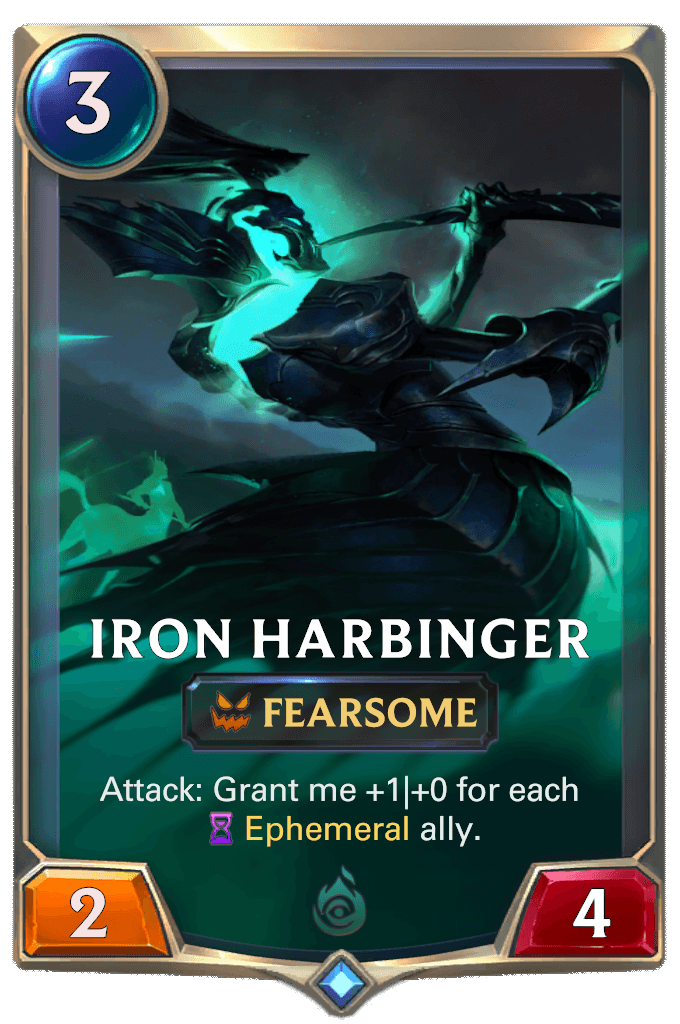 3
IRON HARBINGER
FEARSOME
Attack: Grant me +1|+0 for each
Ephemeral ally.
2
4